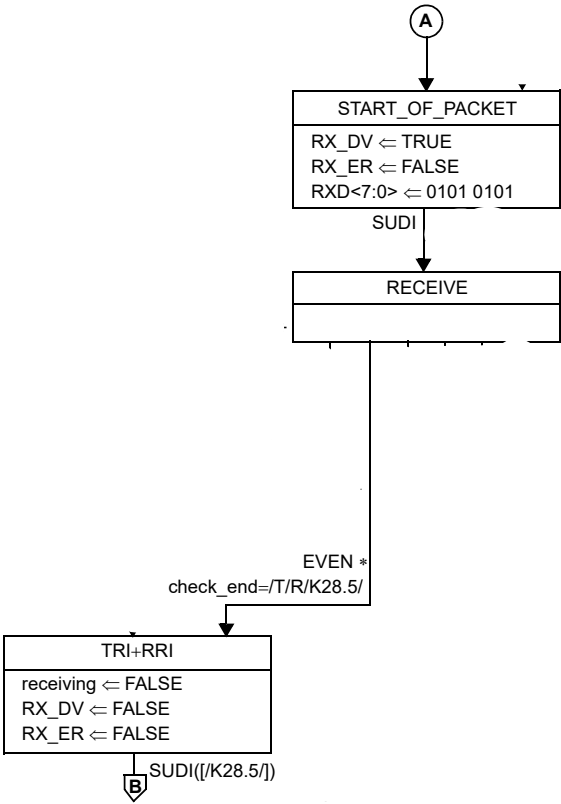 A
START_OF_PACKET
RX_DV ⇐ TRUE
RX_ER ⇐ FALSE
RXD<7:0> ⇐ 0101 0101
SUDI
RECEIVE
EVEN ∗
check_end=/T/R/K28.5/
TRI+RRI
receiving ⇐ FALSE
RX_DV ⇐ FALSE
RX_ER ⇐ FALSE
SUDI([/K28.5/])
B